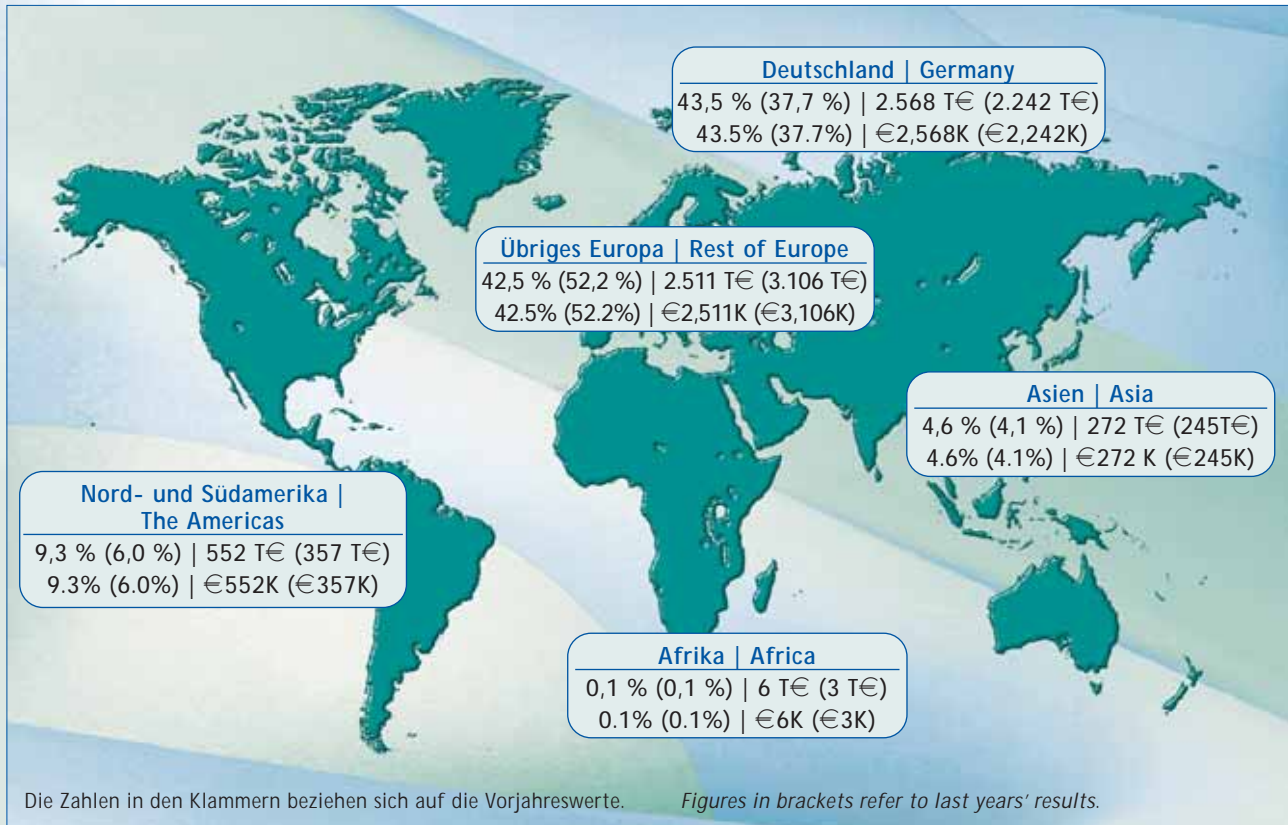 Deutschland | Germany
43,5 % (37,7 %) | 2.568 T€ (2.242 T€)
43.5% (37.7%) | €2,568K (€2,242K)
Übriges Europa | Rest of Europe
42,5 % (52,2 %) | 2.511 T€ (3.106 T€)
42.5% (52.2%) | €2,511K (€3,106K)
Asien | Asia
4,6 % (4,1 %) | 272 T€ (245T€)
4.6% (4.1%) | €272 K (€245K)
Nord- und Südamerika |
The Americas
9,3 % (6,0 %) | 552 T€ (357 T€)
9.3% (6.0%) | €552K (€357K)
Afrika | Africa
0,1 % (0,1 %) | 6 T€ (3 T€)
0.1% (0.1%) | €6K (€3K)
Die Zahlen in den Klammern beziehen sich auf die Vorjahreswerte. Figures in brackets refer to last years' results.